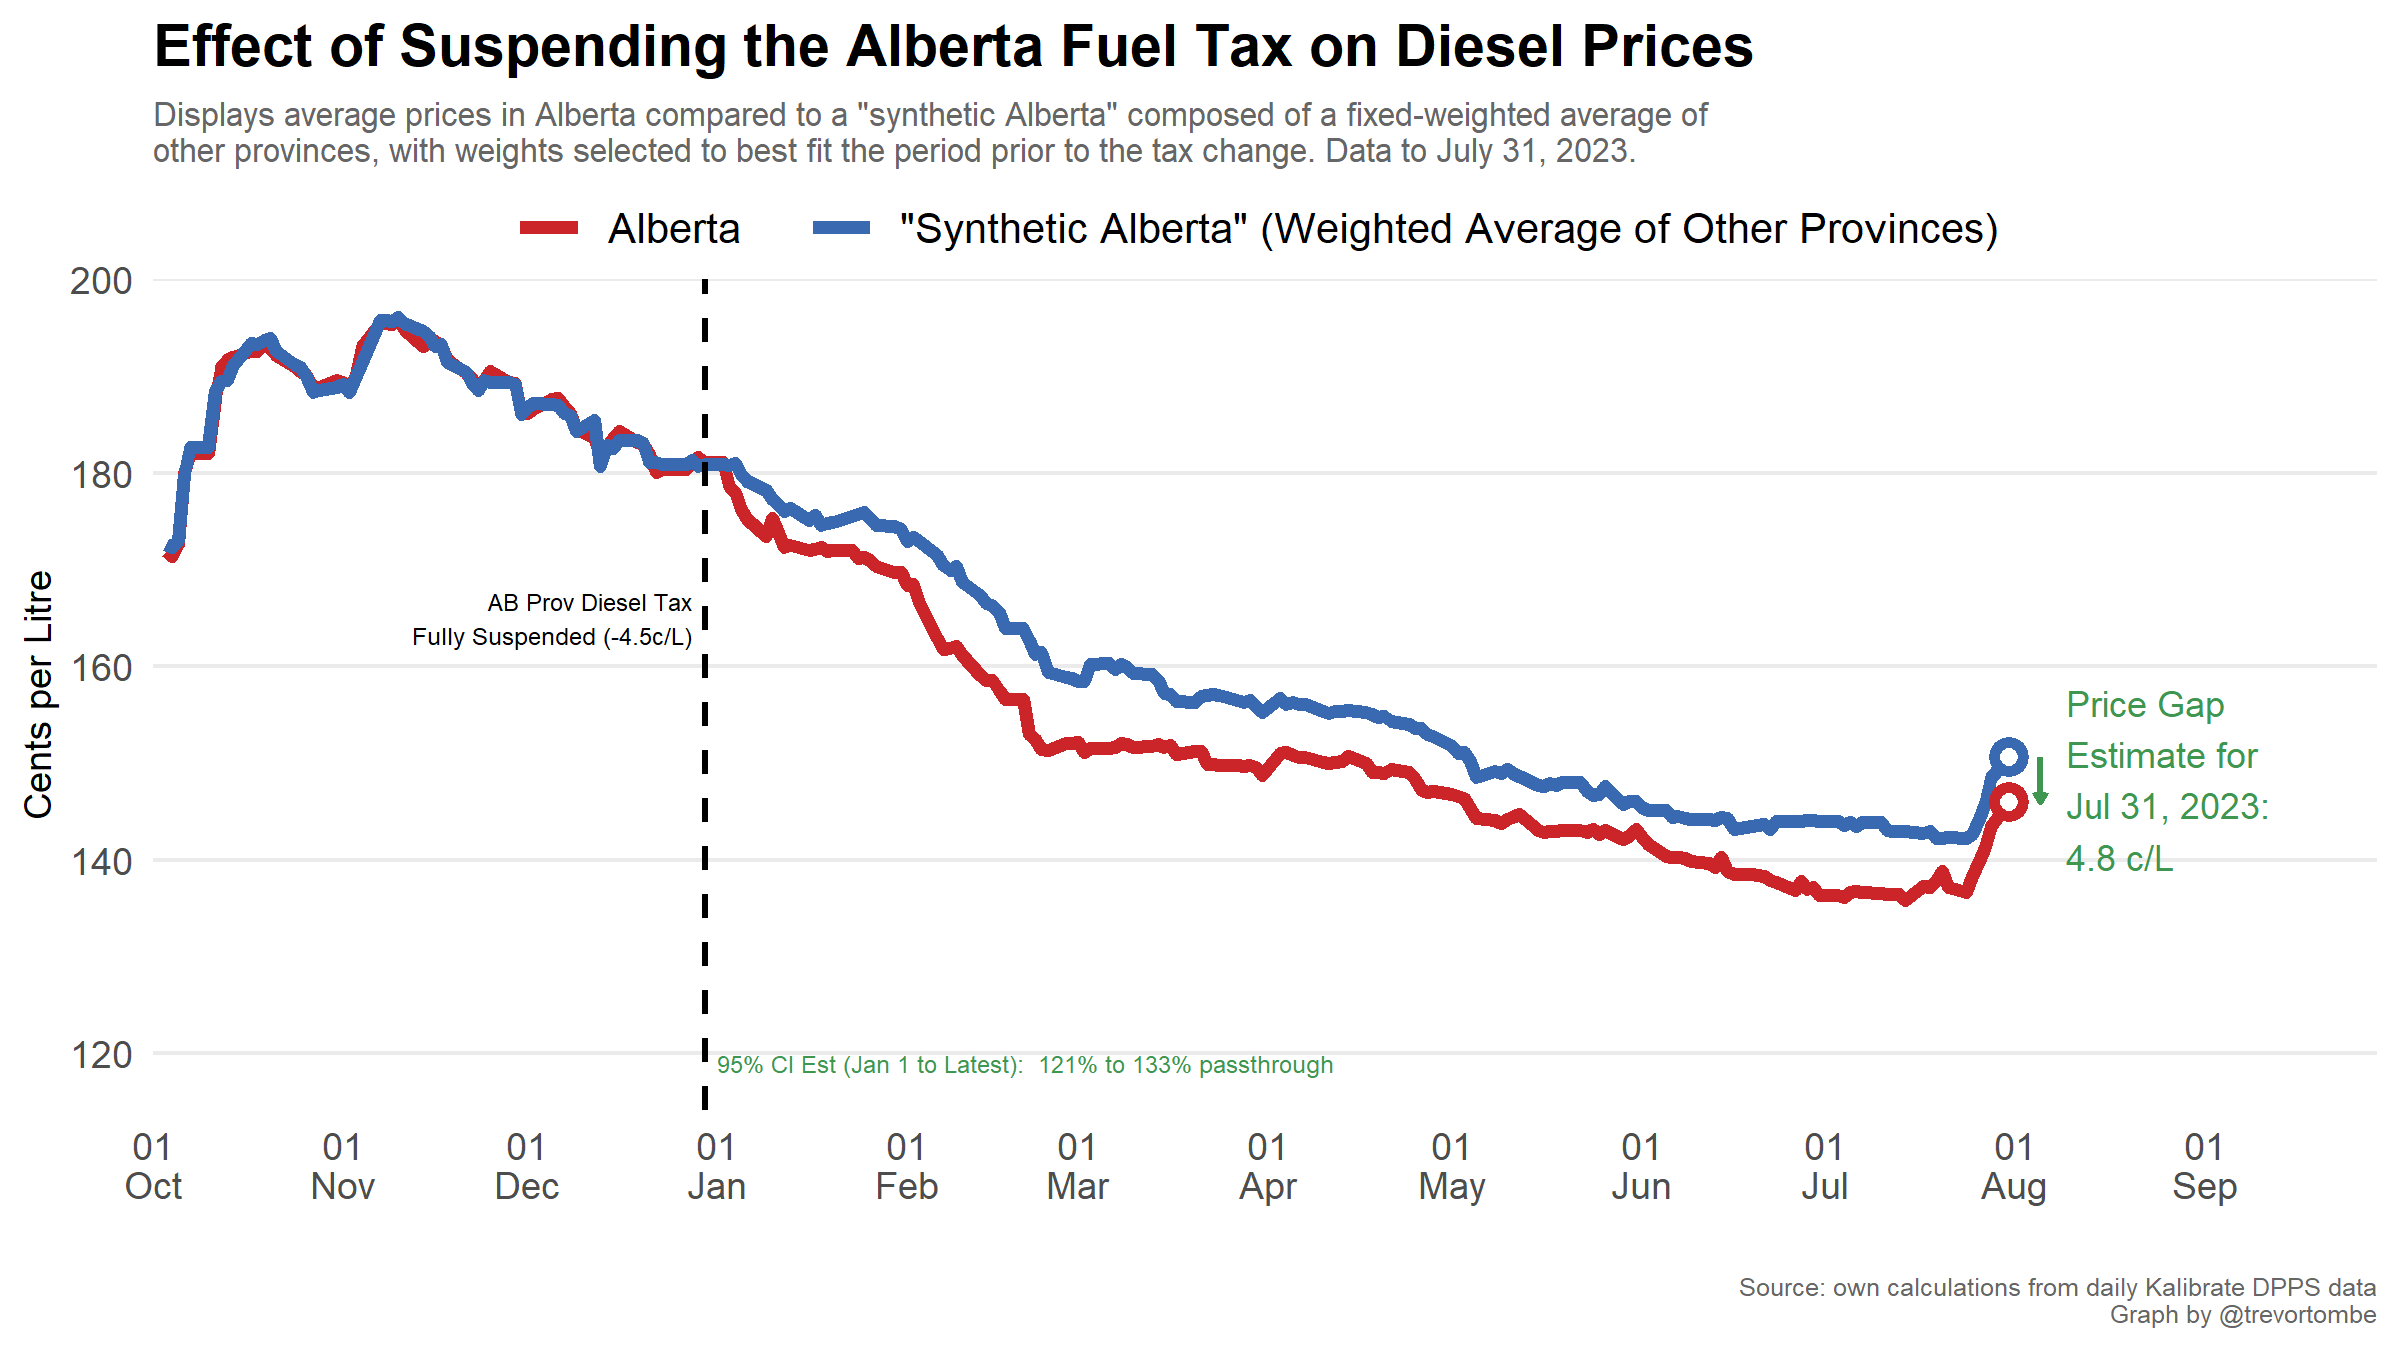 Effect of Suspending the Alberta Fuel Tax on Diesel Prices
Displays average prices in Alberta compared to a "synthetic Alberta" composed of a fixed-weighted average of
other provinces, with weights selected to best fit the period prior to the tax change. Data to July 31, 2023.
Alberta
"Synthetic Alberta" (Weighted Average of Other Provinces)
Cents per Litre
200
180
160
140
120
AB Prov Diesel Tax
Fully Suspended (-4.5c/L)
Price Gap
Estimate for
Jul 31, 2023:
4.8 c/L
95% CI Est (Jan 1 to Latest):  121% to 133% passthrough
01 01 01 01 01 01 01 01 01 01 01 01
Oct Nov Dec Jan Feb Mar Apr May Jun Jul Aug Sep
Source: own calculations from daily Kalibrate DPPS data
Graph by @trevortombe